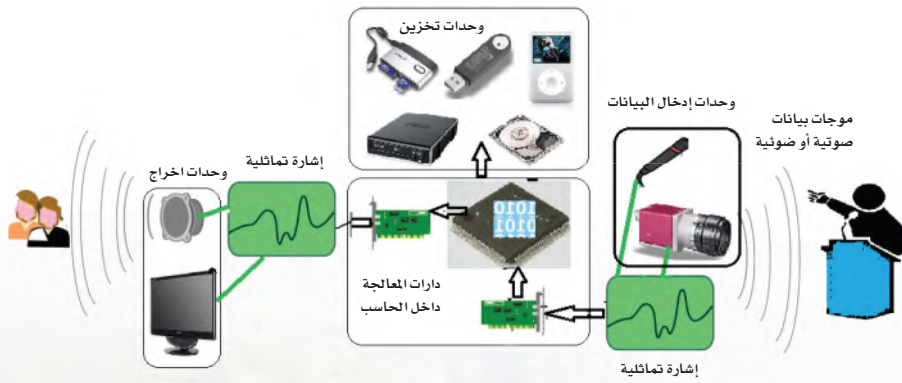 وحدات تخزين
وحدات إدخال البيانات
موجات بيانات
صوتية أو ضوئية
وحدات اخراج
إشارة تماثلية
دارات المعالجة
داخل الحاسب
إشارة تماثلية
1010
0101